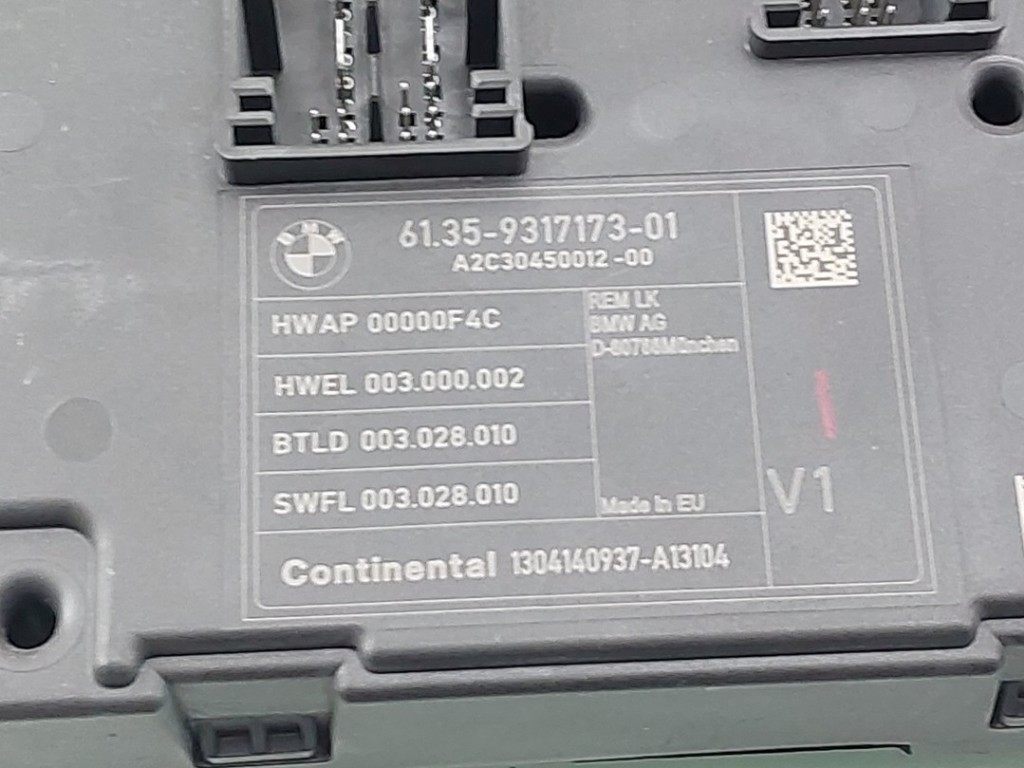 BMW
61.35-9317173-01
A2C30450012-00
HWAP 00000F4C
REM LK
BMW AG
D-80788München
HWEL 003.000.002
BTLD 003.028.010
SWFL 003.028.010
Made in EU
V1
Continental 1304140937-A13104